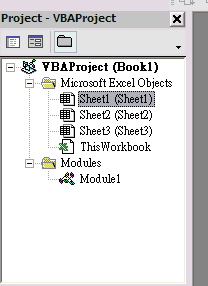 Project - VBAProject
VBAProject (Book1)
Microsoft Excel Objects
Sheet1 (Sheet1)
Sheet2 (Sheet2)
Sheet3 (Sheet3)
ThisWorkbook
Modules
Module1